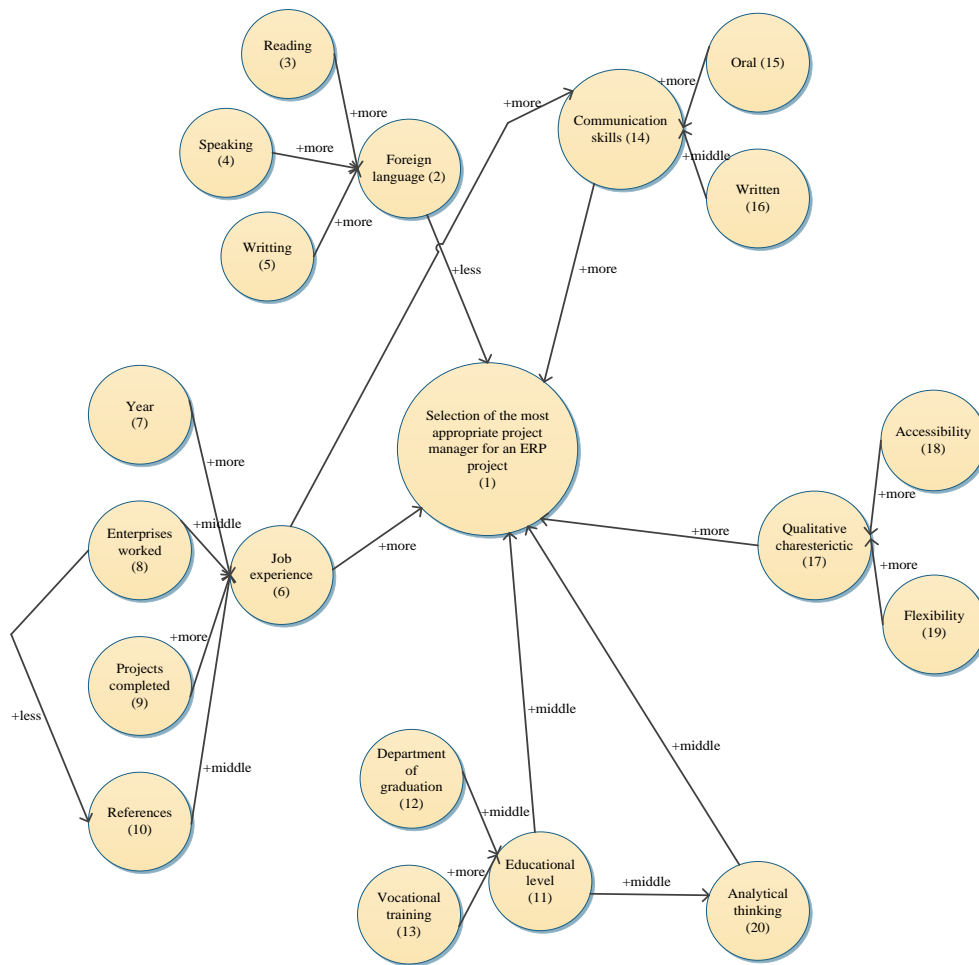 Reading
(3)
+more
Speaking
(4)
+more
Foreign
language (2)
Writting
(5)
+more
+less
+more
Communication
skills (14)
Oral (15)
+more
+middle
Written
(16)
+more
Selection of the most
appropriate project
manager for an ERP
project
(1)
Year
(7)
+more
Enterprises
worked
(8)
+middle
Job
experience
(6)
+more
Projects
completed
(9)
+more
+less
References
(10)
+middle
Accessibility
(18)
+more
Qualitative
charesterictic
(17)
+more
+more
Flexibility
(19)
Department
of
graduation
(12)
+middle
Vocational
training
(13)
+more
Educational
level
(11)
+middle
+middle
+middle
Analytical
thinking
(20)